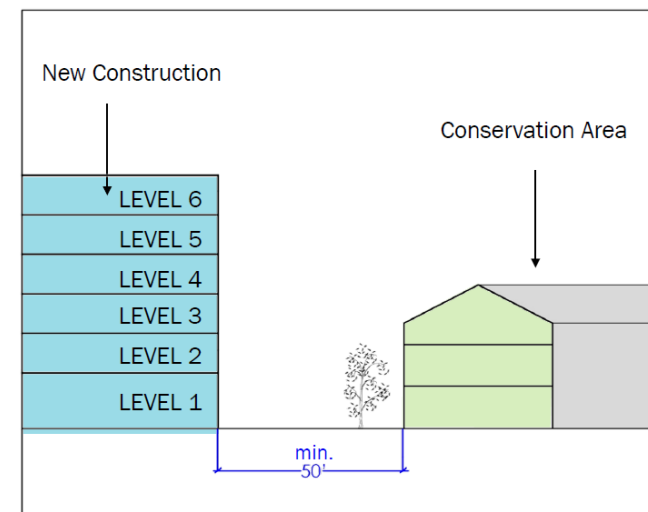 New Construction
Conservation Area
LEVEL 6
LEVEL 5
LEVEL 4
LEVEL 3
LEVEL 2
LEVEL 1
min.
50'